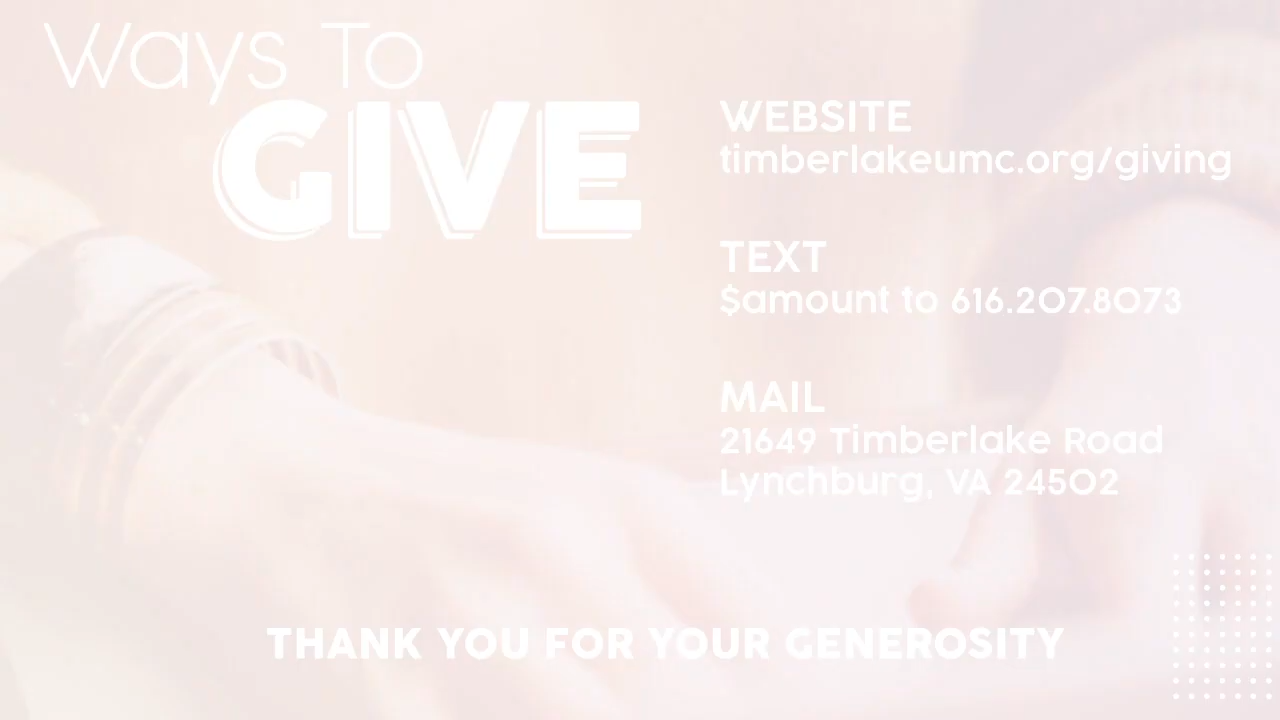 Ways To
GIVE
WEBSITE
timberlakeumc.org/giving
TEXT
$amount to 616.207.8073
MAIL
21649 Timberlake Road
Lynchburg, VA 24502
THANK YOU FOR YOUR GENEROSITY